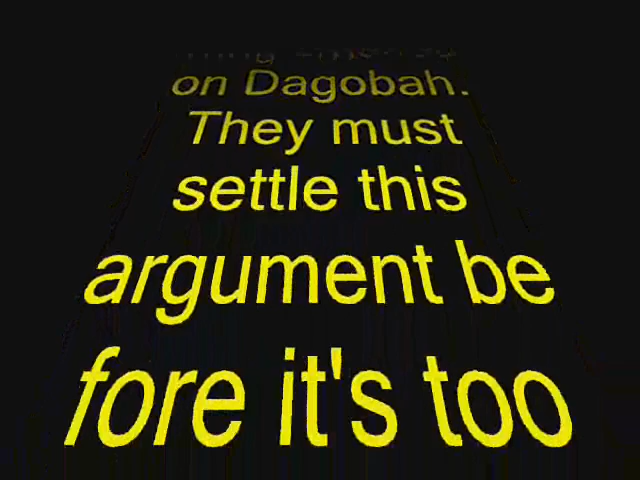 on Dagobah.
They must
settle this
argument be
fore it's too